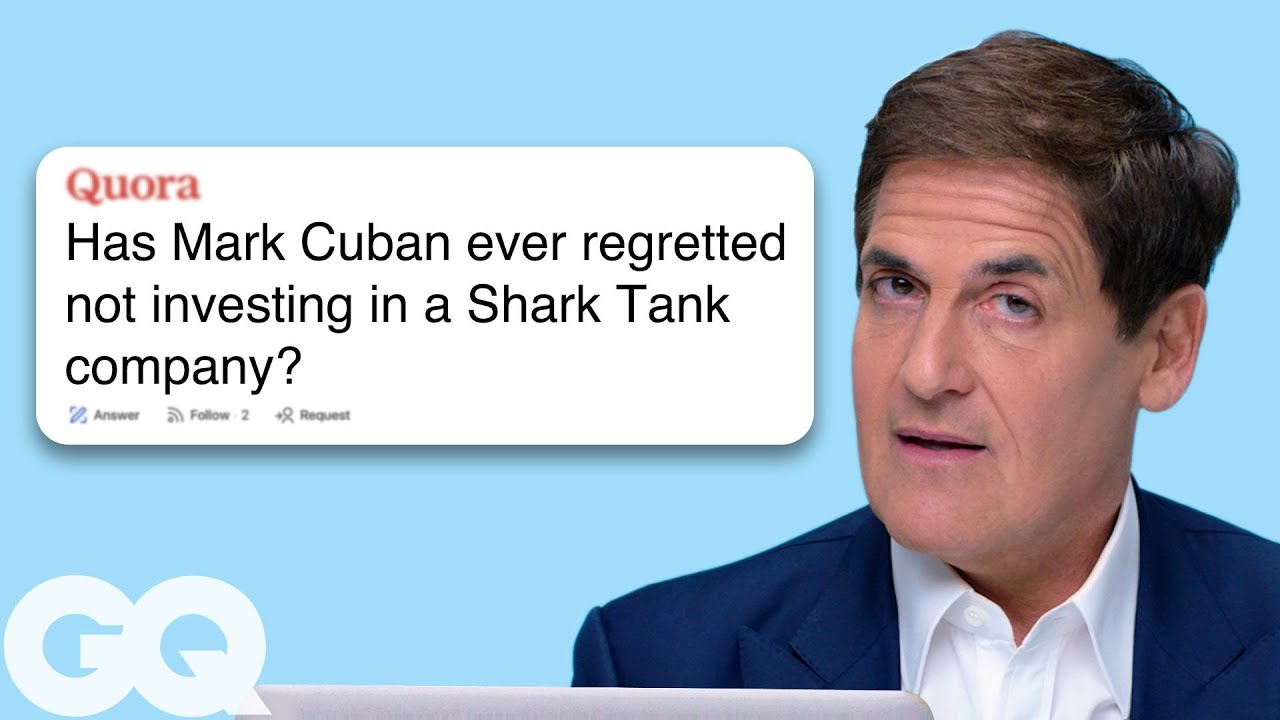 Quora
Has Mark Cuban ever regretted
not investing in a Shark Tank
company?
Answer Follow · 2 Request
GQ